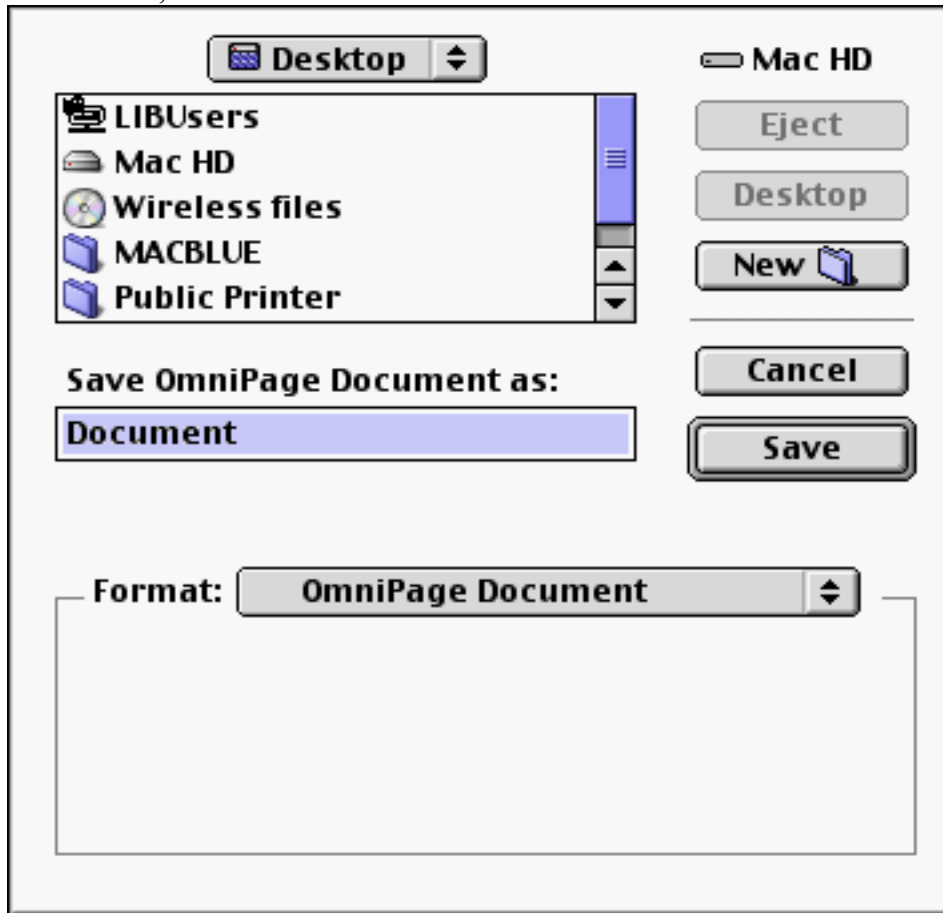 Desktop
Mac HD
LIBUsers
Mac HD
Wireless files
MACBLUE
Public Printer
Eject
Desktop
New
Save OmniPage Document as:
Document
Cancel
Save
Format: OmniPage Document